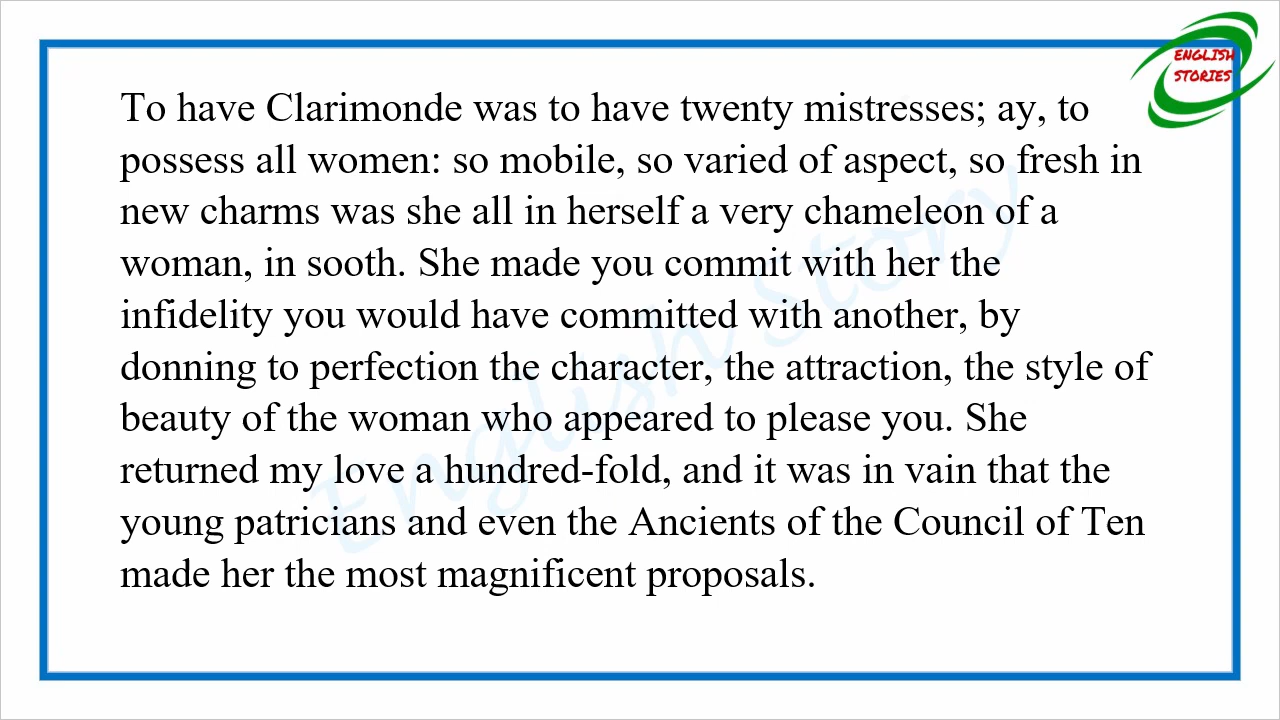 ENGLISH
STORIES
To have Clarimonde was to have twenty mistresses; ay, to
possess all women: so mobile, so varied of aspect, so fresh in
new charms was she all in herself a very chameleon of a
woman, in sooth. She made you commit with her the
infidelity you would have committed with another, by
donning to perfection the character, the attraction, the style of
beauty of the woman who appeared to please you. She
returned my love a hundred-fold, and it was in vain that the
young patricians and even the Ancients of the Council of Ten
made her the most magnificent proposals.
English Story